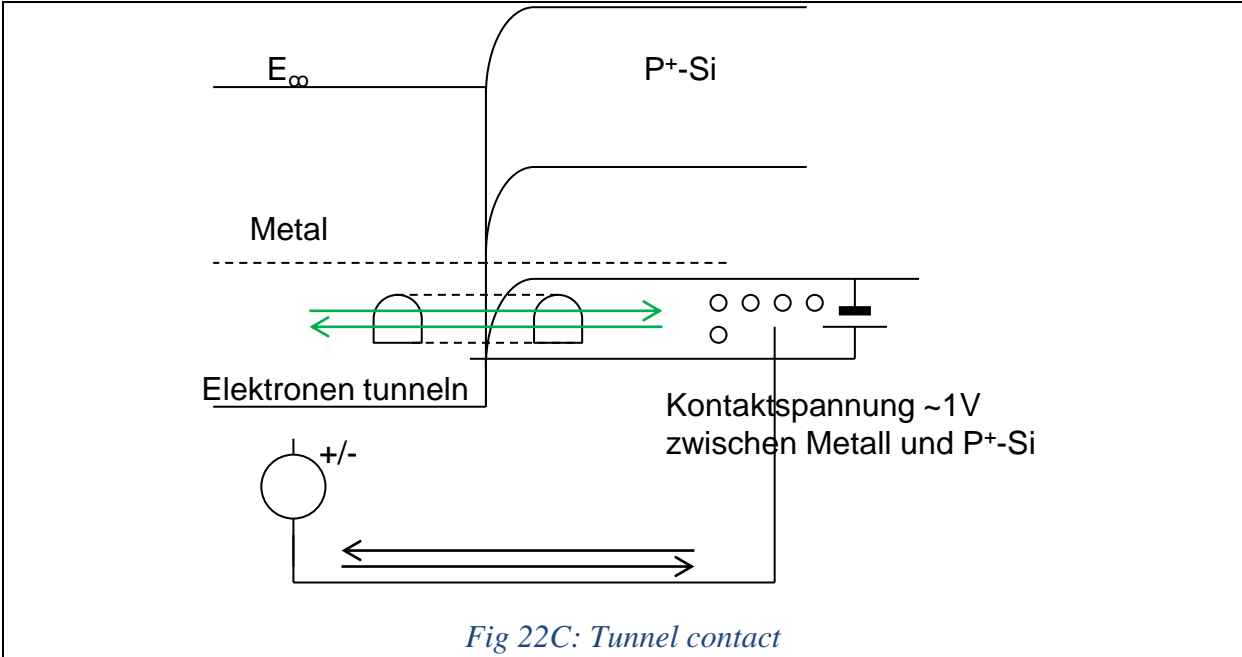 E∞
P⁺-Si
Metal
Elektronen tunneln
Kontaktspannung ~1V
zwischen Metall und P⁺-Si
+/-
Fig 22C: Tunnel contact